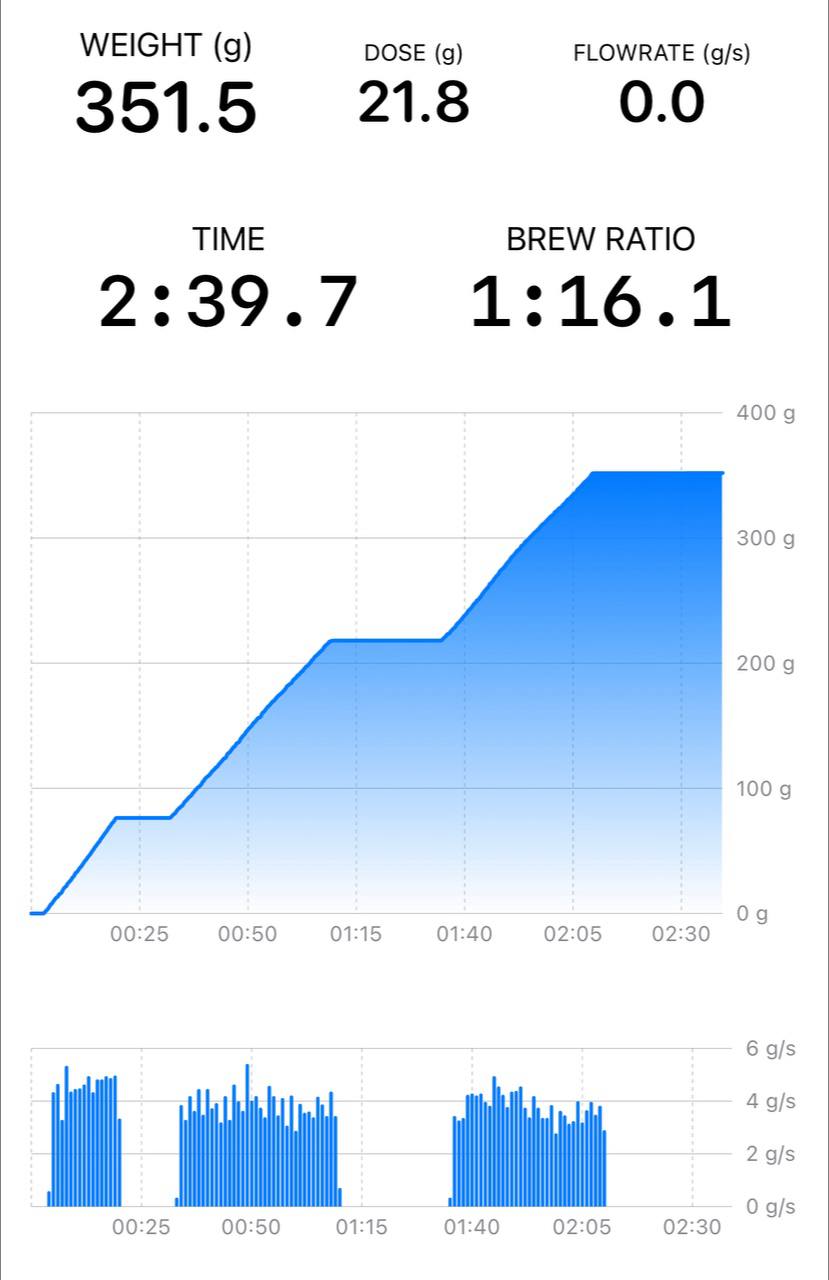 WEIGHT (g) DOSE (g) FLOWRATE (g/s)
351.5 21.8 0.0
TIME BREW RATIO
2:39.7 1:16.1
400 g
300 g
200 g
100 g
0 g
00:25 00:50 01:15 01:40 02:05 02:30
6 g/s
4 g/s
2 g/s
0 g/s
00:25 00:50 01:15 01:40 02:05 02:30